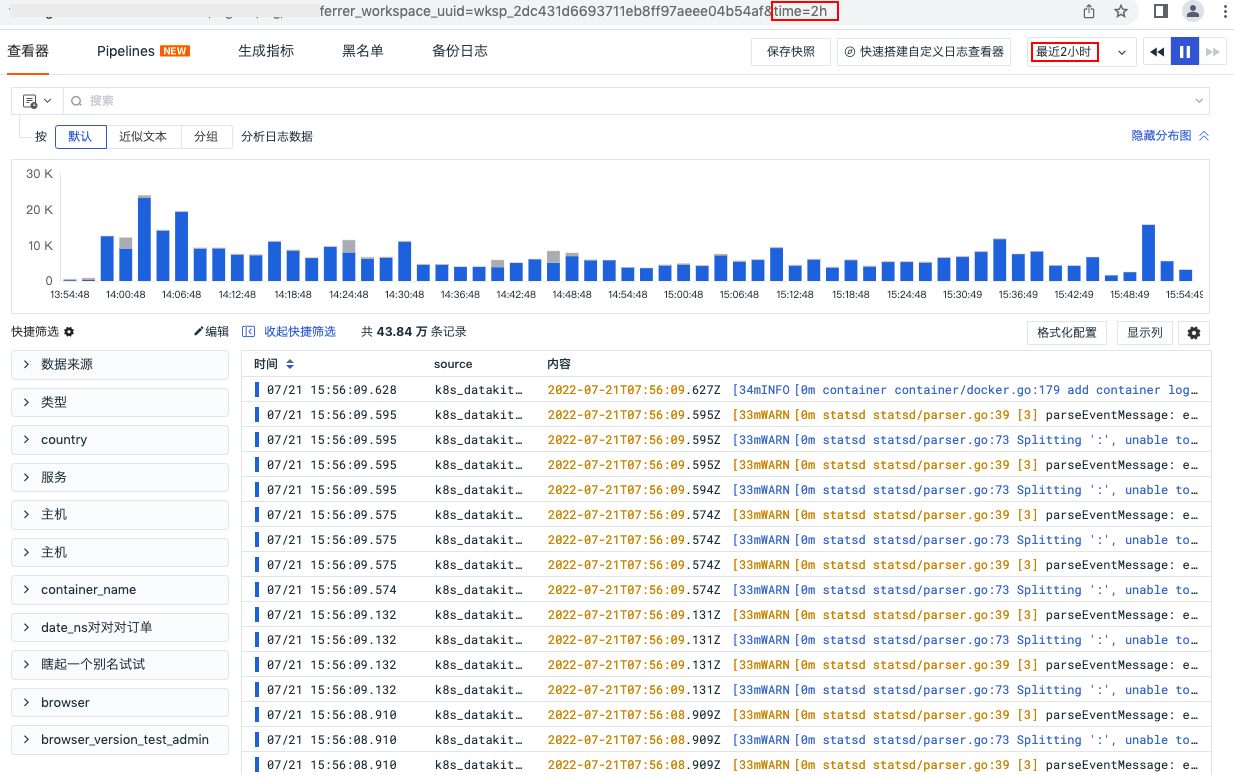 ferrer_workspace_uuid=wksp_2dc431d6693711eb8ff97aeee04b54af&time=2h
查看器 Pipelines NEW 生成指标 黑名单 备份日志 保存快照 快速搭建自定义日志查看器 最近2小时
搜索
按 默认 近似文本 分组 分析日志数据 隐藏分布图
30 K
20 K
10 K
0
13:54:48 14:00:48 14:06:48 14:12:48 14:18:48 14:24:48 14:30:48 14:36:48 14:42:48 14:48:48 14:54:48 15:00:48 15:06:48 15:12:48 15:18:48 15:24:48 15:30:49 15:36:49 15:42:49 15:48:49 15:54:49
快捷筛选 编辑 收起快捷筛选 共 43.84 万 条记录 格式化配置 显示列
数据来源
类型
country
服务
主机
主机
container_name
date_ns对对对订单
瞎起一个别名试试
browser
browser_version_test_admin
时间 source 内容
07/21 15:56:09.628 k8s_datakit… 2022-07-21T07:56:09.627Z [34mINFO [0m container container/docker.go:179 add container log…
07/21 15:56:09.595 k8s_datakit… 2022-07-21T07:56:09.595Z [33mWARN [0m statsd statsd/parser.go:39 [3] parseEventMessage: e…
07/21 15:56:09.595 k8s_datakit… 2022-07-21T07:56:09.595Z [33mWARN [0m statsd statsd/parser.go:73 Splitting ':', unable to…
07/21 15:56:09.595 k8s_datakit… 2022-07-21T07:56:09.595Z [33mWARN [0m statsd statsd/parser.go:39 [3] parseEventMessage: e…
07/21 15:56:09.595 k8s_datakit… 2022-07-21T07:56:09.594Z [33mWARN [0m statsd statsd/parser.go:73 Splitting ':', unable to…
07/21 15:56:09.575 k8s_datakit… 2022-07-21T07:56:09.574Z [33mWARN [0m statsd statsd/parser.go:39 [3] parseEventMessage: e…
07/21 15:56:09.575 k8s_datakit… 2022-07-21T07:56:09.574Z [33mWARN [0m statsd statsd/parser.go:73 Splitting ':', unable to…
07/21 15:56:09.575 k8s_datakit… 2022-07-21T07:56:09.574Z [33mWARN [0m statsd statsd/parser.go:39 [3] parseEventMessage: e…
07/21 15:56:09.574 k8s_datakit… 2022-07-21T07:56:09.574Z [33mWARN [0m statsd statsd/parser.go:73 Splitting ':', unable to…
07/21 15:56:09.132 k8s_datakit… 2022-07-21T07:56:09.131Z [33mWARN [0m statsd statsd/parser.go:39 [3] parseEventMessage: e…
07/21 15:56:09.132 k8s_datakit… 2022-07-21T07:56:09.131Z [33mWARN [0m statsd statsd/parser.go:73 Splitting ':', unable to…
07/21 15:56:09.132 k8s_datakit… 2022-07-21T07:56:09.131Z [33mWARN [0m statsd statsd/parser.go:39 [3] parseEventMessage: e…
07/21 15:56:09.132 k8s_datakit… 2022-07-21T07:56:09.131Z [33mWARN [0m statsd statsd/parser.go:73 Splitting ':', unable to…
07/21 15:56:08.910 k8s_datakit… 2022-07-21T07:56:08.909Z [33mWARN [0m statsd statsd/parser.go:39 [3] parseEventMessage: e…
07/21 15:56:08.910 k8s_datakit… 2022-07-21T07:56:08.909Z [33mWARN [0m statsd statsd/parser.go:73 Splitting ':', unable to…
07/21 15:56:08.910 k8s_datakit… 2022-07-21T07:56:08.909Z [33mWARN [0m statsd statsd/parser.go:39 [3] parseEventMessage: e…